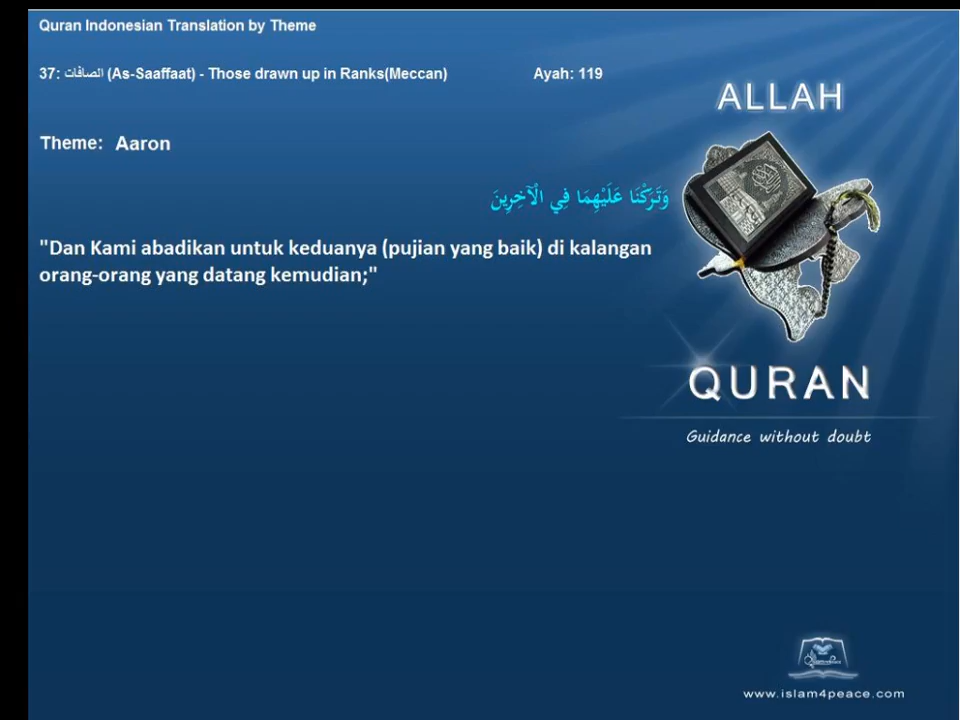 Quran Indonesian Translation by Theme
37: الصافات (As-Saaffaat) - Those drawn up in Ranks(Meccan) Ayah: 119
ALLAH
Theme: Aaron
وَتَرَكْنَا عَلَيْهِمَا فِي الْآخِرِينَ
"Dan Kami abadikan untuk keduanya (pujian yang baik) di kalangan
orang-orang yang datang kemudian;"
QURAN
Guidance without doubt
www.islam4peace.com